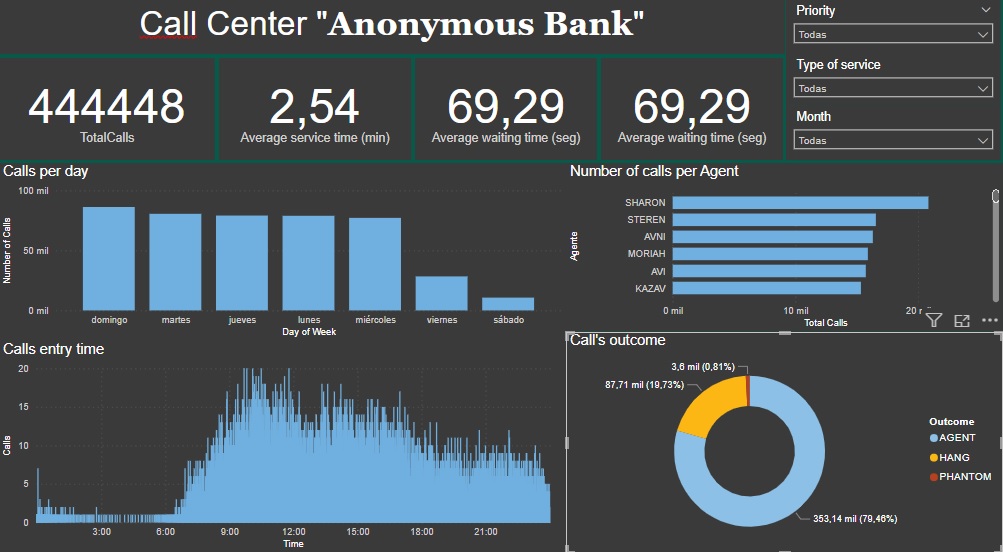 Call Center "Anonymous Bank"
Priority
Todas
Type of service
Todas
Month
Todas
444448
TotalCalls
2,54
Average service time (min)
69,29
Average waiting time (seg)
69,29
Average waiting time (seg)
Calls per day
Number of Calls
100 mil
50 mil
0 mil
domingo martes jueves lunes miércoles viernes sábado
Day of Week
Number of calls per Agent
Agente
SHARON
STEREN
AVNI
MORIAH
AVI
KAZAV
0 mil 10 mil
Total Calls
Calls entry time
Calls
20
15
10
5
0
3:00 6:00 9:00 12:00 15:00 18:00 21:00
Time
Call's outcome
3,6 mil (0,81%)
87,71 mil (19,73%)
353,14 mil (79,46%)
Outcome
AGENT
HANG
PHANTOM